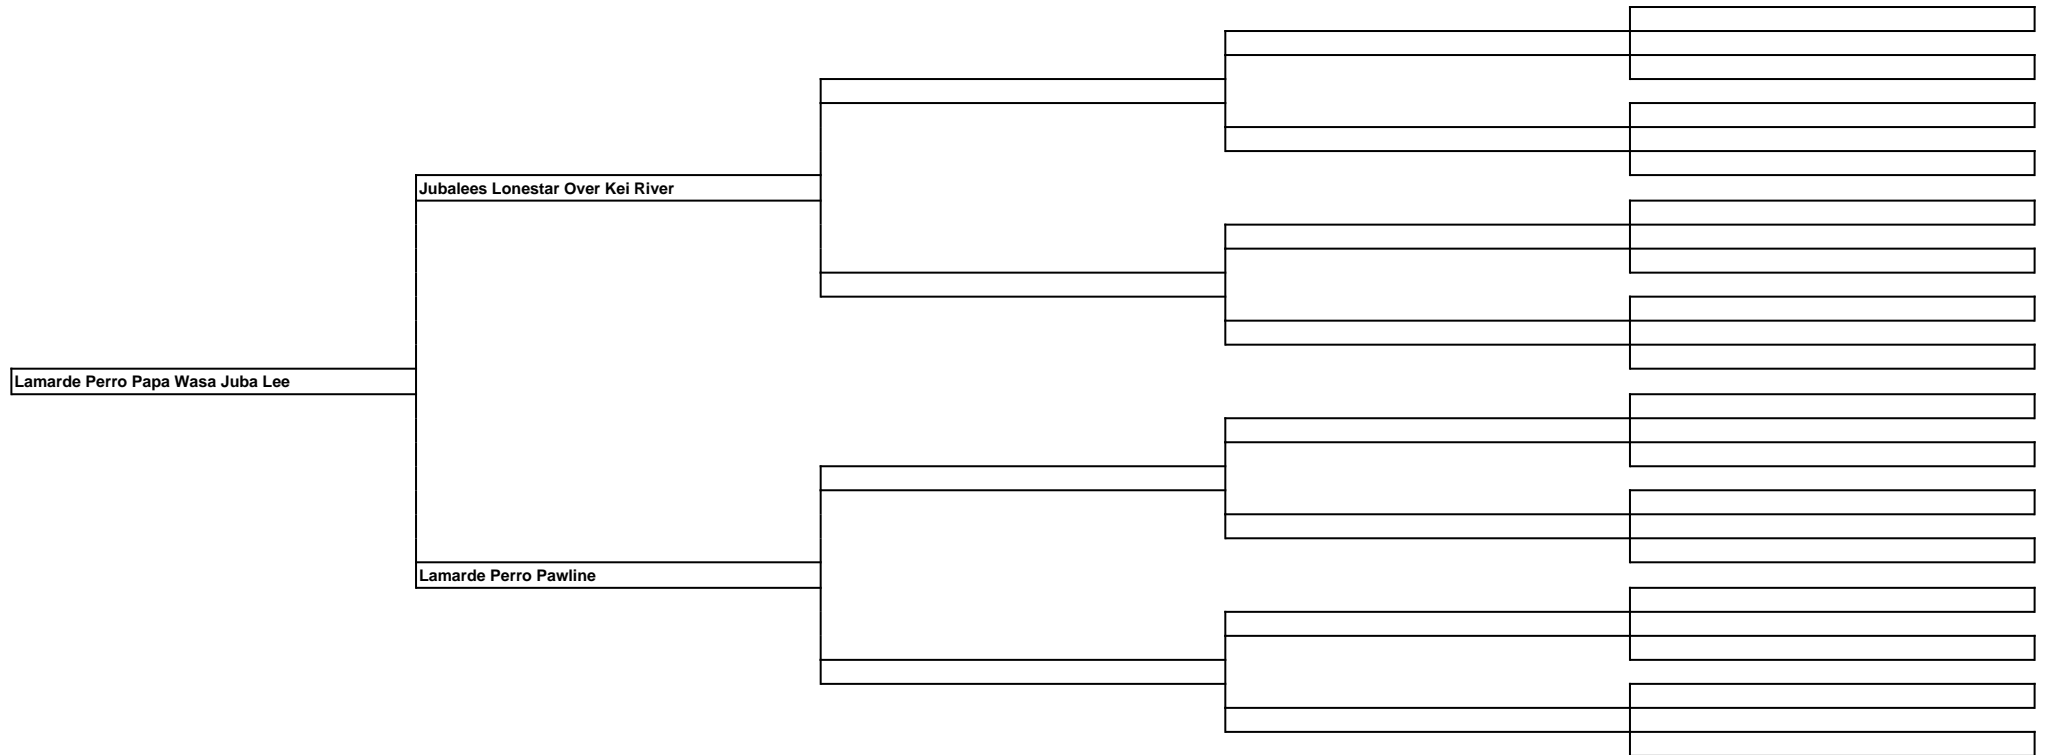 Jubalees Lonestar Over Kei River
Lamarde Perro Papa Wasa Juba Lee
Lamarde Perro Pawline